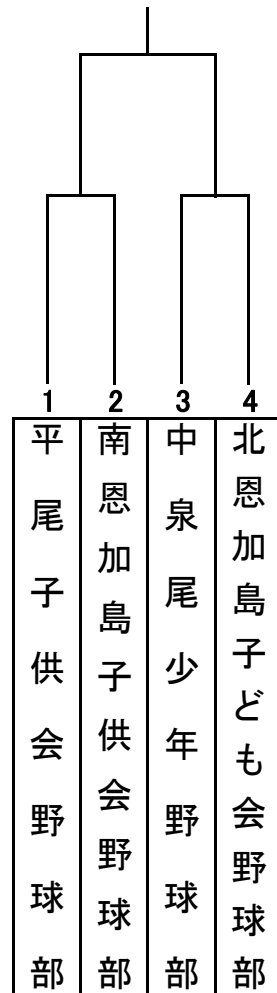 1 2 3 4
平尾子供会野球部
南恩加島子供会野球部
中泉尾少年野球部
北恩加島子ども会野球部